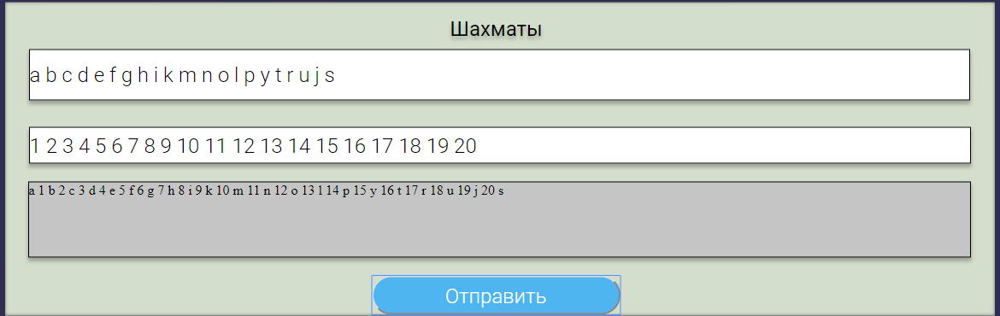 Шахматы
a b c d e f g h i k m n o l p y t r u j s
1 2 3 4 5 6 7 8 9 10 11 12 13 14 15 16 17 18 19 20
a 1 b 2 c 3 d 4 e 5 f 6 g 7 h 8 i 9 k 10 m 11 n 12 o 13 l 14 p 15 y 16 t 17 r 18 u 19 j 20 s
Отправить